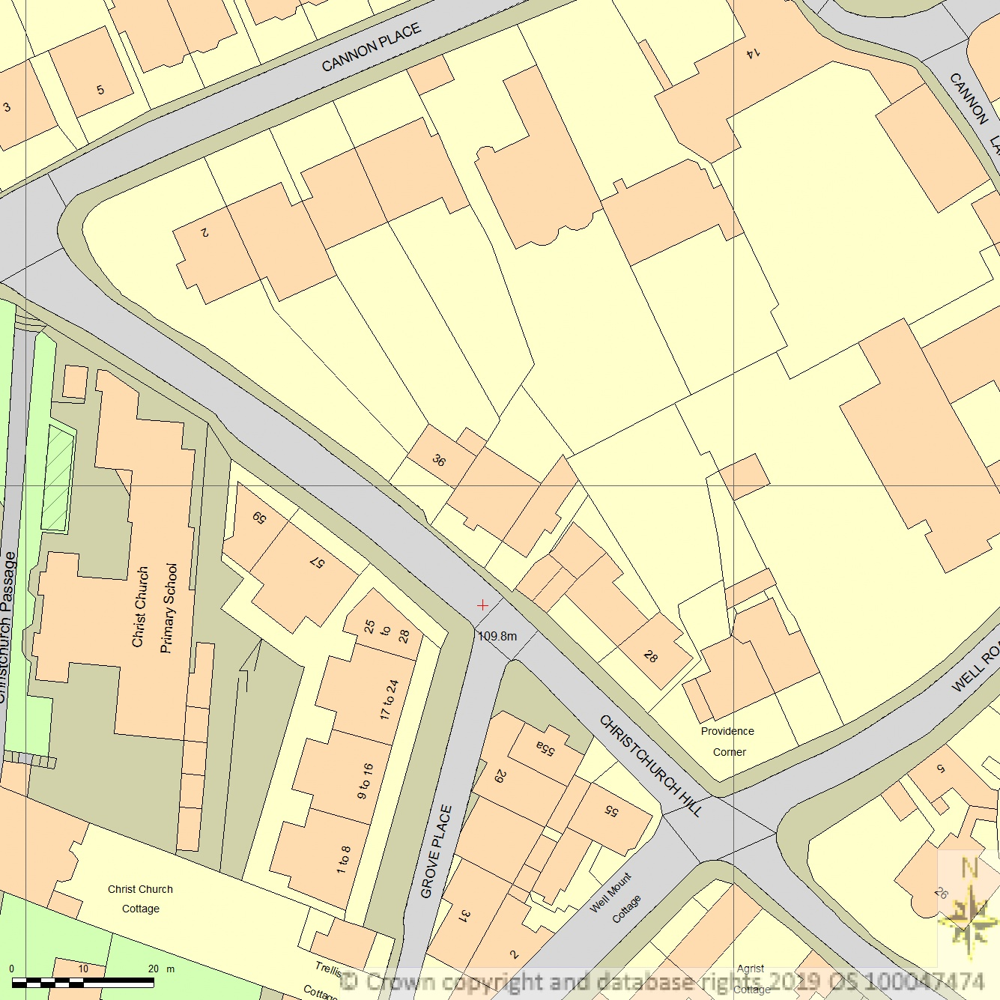 CANNON PLACE
14
5
3
CANNON
2
36
59
57
Christchurch Passage
Christ Church
Primary School
25
to
28
109.8m
28
17 to 24
WELL
Providence
Corner
CHRISTCHURCH HILL
55a
29
9 to 16
55
5
GROVE PLACE
1 to 8
N
Christ Church
Cottage
Well Mount
Cottage
26
31
2
0 10 20 m
Trellis
Agrist
Cottage
© Crown copyright and database rights 2019 OS 100047474